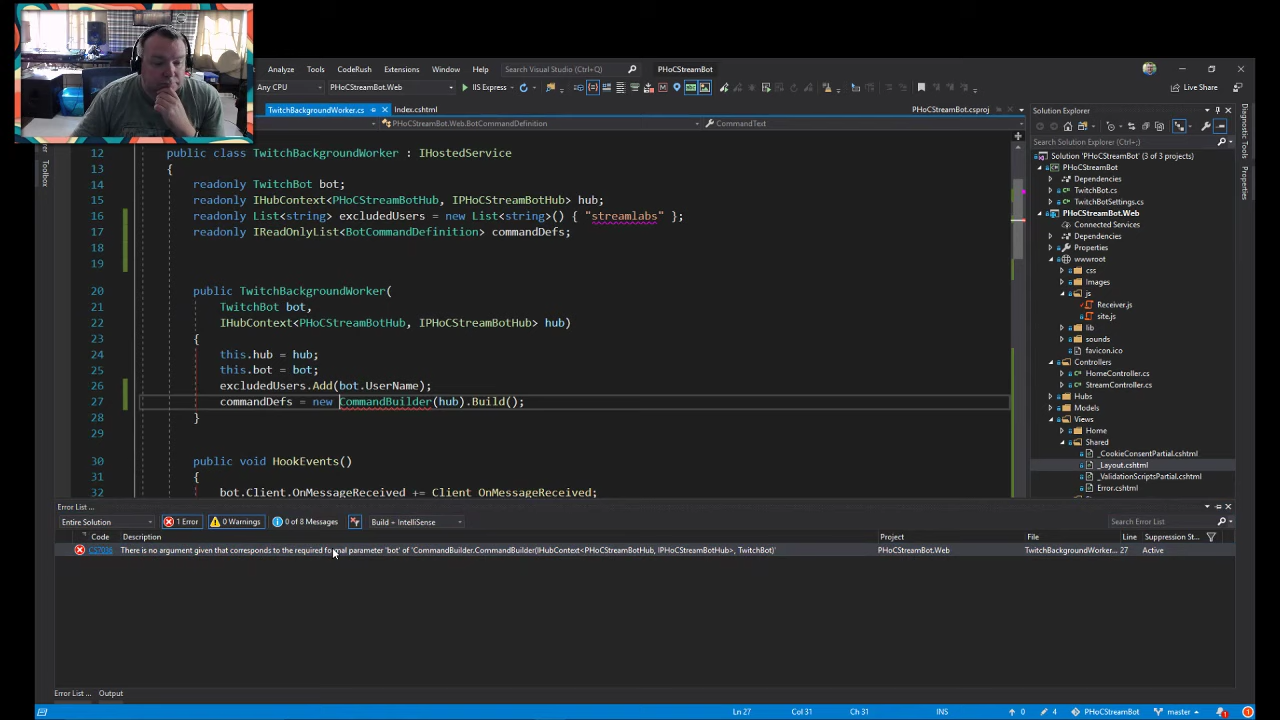 Analyze Tools CodeRush Extensions Window Help Search Visual Studio (Ctrl+;) PHoCStreamBot
Any CPU PHoCStreamBot.Web IIS Express Live Share
TwitchBackgroundWorker.cs Index.cshtml PHoCStreamBot.csproj Solution Explorer
PHoCStreamBot.Web.BotCommandDefinition CommandText
Search Solution Explorer (Ctrl+;)
Solution 'PHoCStreamBot' (3 of 3 projects)
PHoCStreamBot
Dependencies
TwitchBot.cs
TwitchBotSettings.cs
PHoCStreamBot.Web
Connected Services
Dependencies
Properties
wwwroot
css
Images
js
Receiver.js
site.js
lib
sounds
favicon.ico
Controllers
HomeController.cs
StreamController.cs
Hubs
Models
Views
Home
Shared
_CookieConsentPartial.cshtml
_Layout.cshtml
_ValidationScriptsPartial.cshtml
Error.cshtml
Toolbox
Diagnostic Tools
Properties
12 public class TwitchBackgroundWorker : IHostedService
13 {
14 readonly TwitchBot bot;
15 readonly IHubContext<PHoCStreamBotHub, IPHoCStreamBotHub> hub;
16 readonly List<string> excludedUsers = new List<string>() { "streamlabs" };
17 readonly IReadOnlyList<BotCommandDefinition> commandDefs;
18
19
20 public TwitchBackgroundWorker(
21 TwitchBot bot,
22 IHubContext<PHoCStreamBotHub, IPHoCStreamBotHub> hub)
23 {
24 this.hub = hub;
25 this.bot = bot;
26 excludedUsers.Add(bot.UserName);
27 commandDefs = new CommandBuilder(hub).Build();
28 }
29
30 public void HookEvents()
31 {
32 bot.Client.OnMessageReceived += Client_OnMessageReceived;
Error List ...
Entire Solution 1 Error 0 Warnings 0 of 8 Messages Build + IntelliSense Search Error List
Code Description Project File Line Suppression St...
CS7036 There is no argument given that corresponds to the required formal parameter 'bot' of 'CommandBuilder.CommandBuilder(IHubContext<PHoCStreamBotHub, IPHoCStreamBotHub>, TwitchBot)' PHoCStreamBot.Web TwitchBackgroundWorker... 27 Active
Error List ... Output
Ln 27 Col 31 Ch 31 INS 0 4 PHoCStreamBot master 1